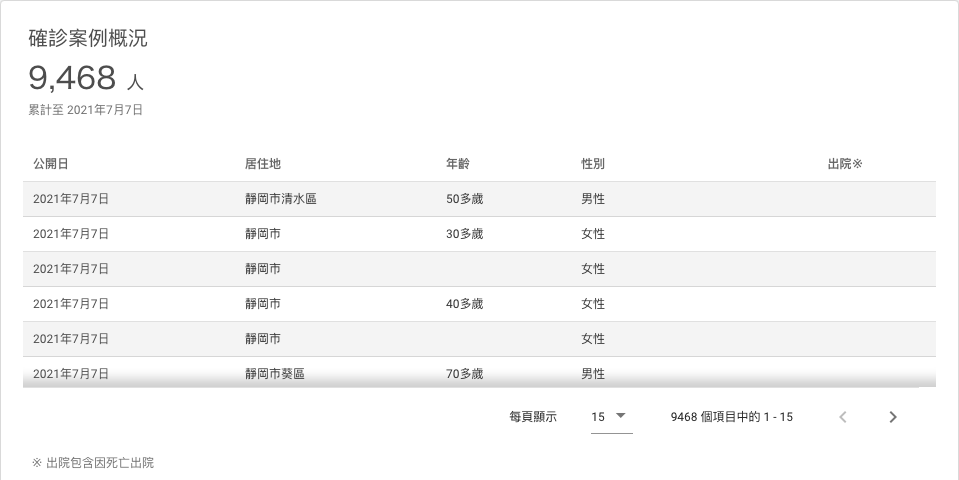 確診案例概況
9,468 人
累計至 2021年7月7日
公開日 居住地 年齡 性別 出院※
2021年7月7日 靜岡市清水區 50多歲 男性
2021年7月7日 靜岡市 30多歲 女性
2021年7月7日 靜岡市 女性
2021年7月7日 靜岡市 40多歲 女性
2021年7月7日 靜岡市 女性
2021年7月7日 靜岡市葵區 70多歲 男性
每頁顯示 15 9468 個項目中的 1 - 15
※ 出院包含因死亡出院